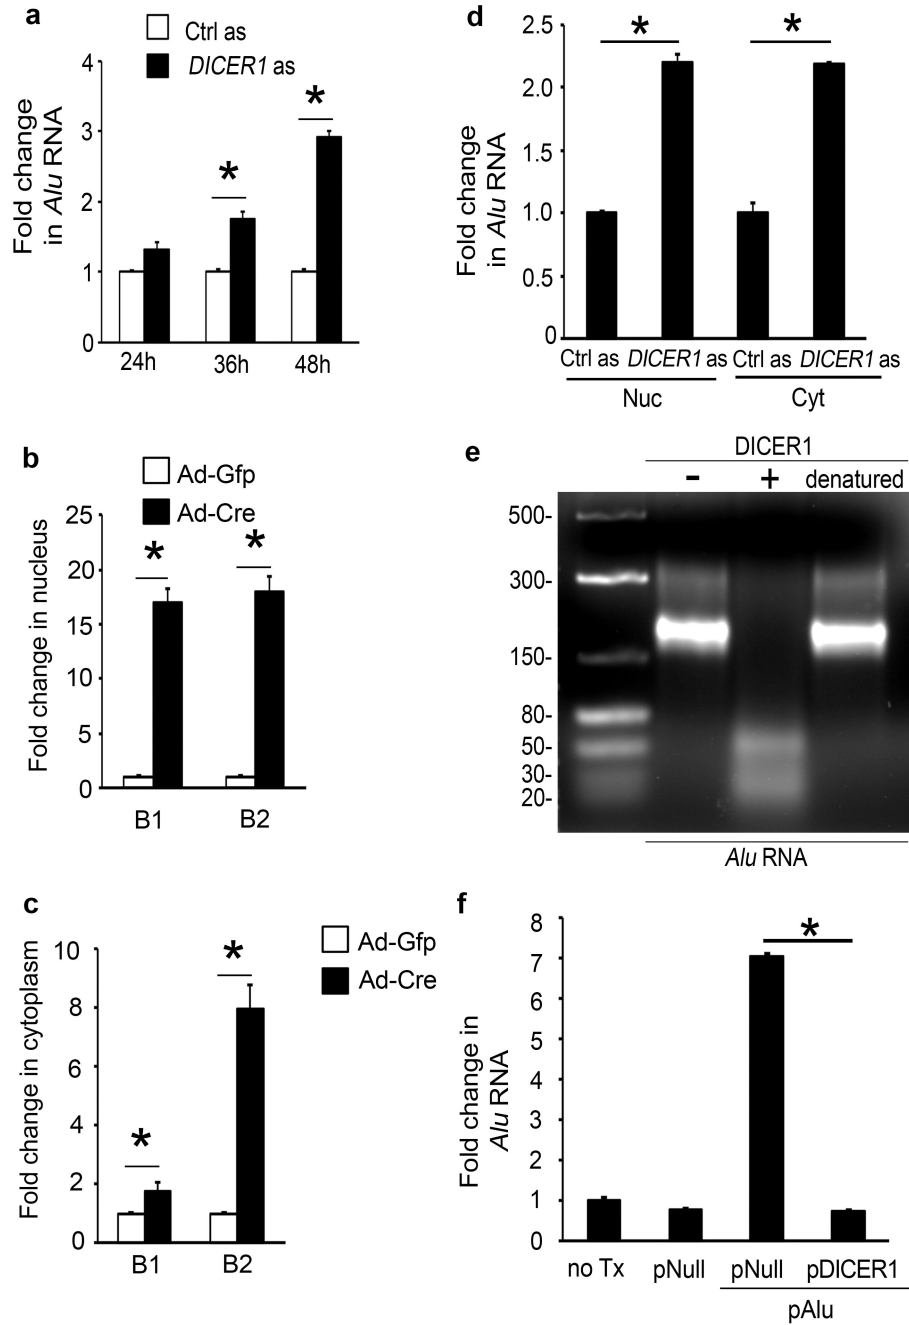 a
Ctrl as
DICER1 as
Fold change
in Alu RNA
4
3
2
1
0
*
*
24h
36h
48h
b
Ad-Gfp
Ad-Cre
Fold change in nucleus
25
20
15
10
5
0
*
*
B1
B2
c
Ad-Gfp
Ad-Cre
Fold change in cytoplasm
10
8
6
4
2
0
*
*
B1
B2
d
Fold change
in Alu RNA
2.5
2.0
1.5
1.0
0.5
0
*
*
Ctrl as DICER1 as Ctrl as DICER1 as
Nuc
Cyt
e
DICER1
- + denatured
500-
300-
150-
80-
50-
30-
20-
Alu RNA
f
Fold change in
Alu RNA
8
7
6
5
4
3
2
1
0
*
no Tx pNull pNull pDICER1
pAlu